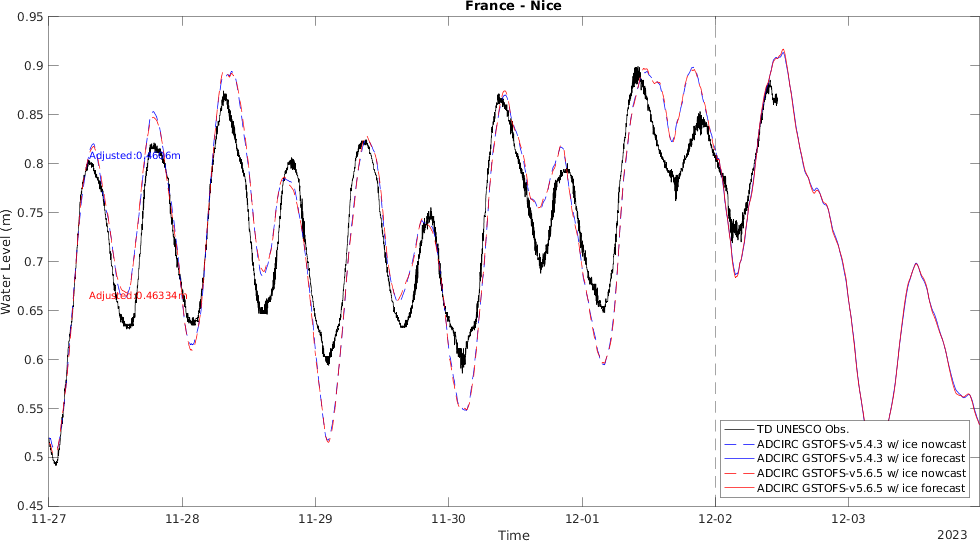 France - Nice
0.95
0.9
0.85
0.8
0.75
0.7
0.65
0.6
0.55
0.5
0.45
Water Level (m)
Adjusted:0.4606m
Adjusted:0.46334m
TD UNESCO Obs.
ADCIRC GSTOFS-v5.4.3 w/ ice nowcast
ADCIRC GSTOFS-v5.4.3 w/ ice forecast
ADCIRC GSTOFS-v5.6.5 w/ ice nowcast
ADCIRC GSTOFS-v5.6.5 w/ ice forecast
11-27 11-28 11-29 11-30 12-01 12-02 12-03
Time
2023